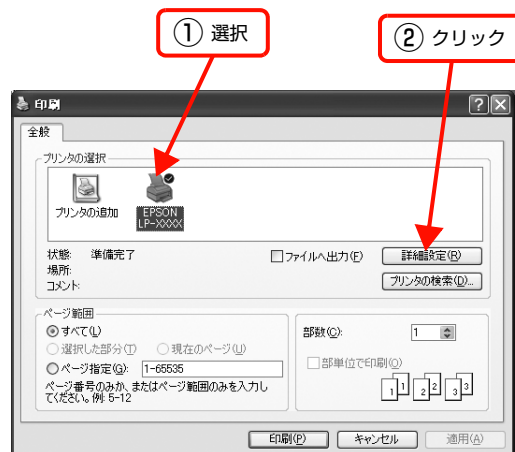 ① 選択
② クリック
印刷
全般
プリンタの選択
プリンタの追加
EPSON
LP-XXXX
状態: 準備完了
場所:
コメント:
ファイルへ出力(F)
詳細設定(R)
プリンタの検索(D)...
ページ範囲
すべて(L)
選択した部分(T) 現在のページ(U)
ページ指定(G): 1-65535
ページ番号のみか、またはページ範囲のみを入力し
てください。例: 5-12
部数(C): 1
部単位で印刷(O)
1 1 2 2 3 3
印刷(P) キャンセル 適用(A)